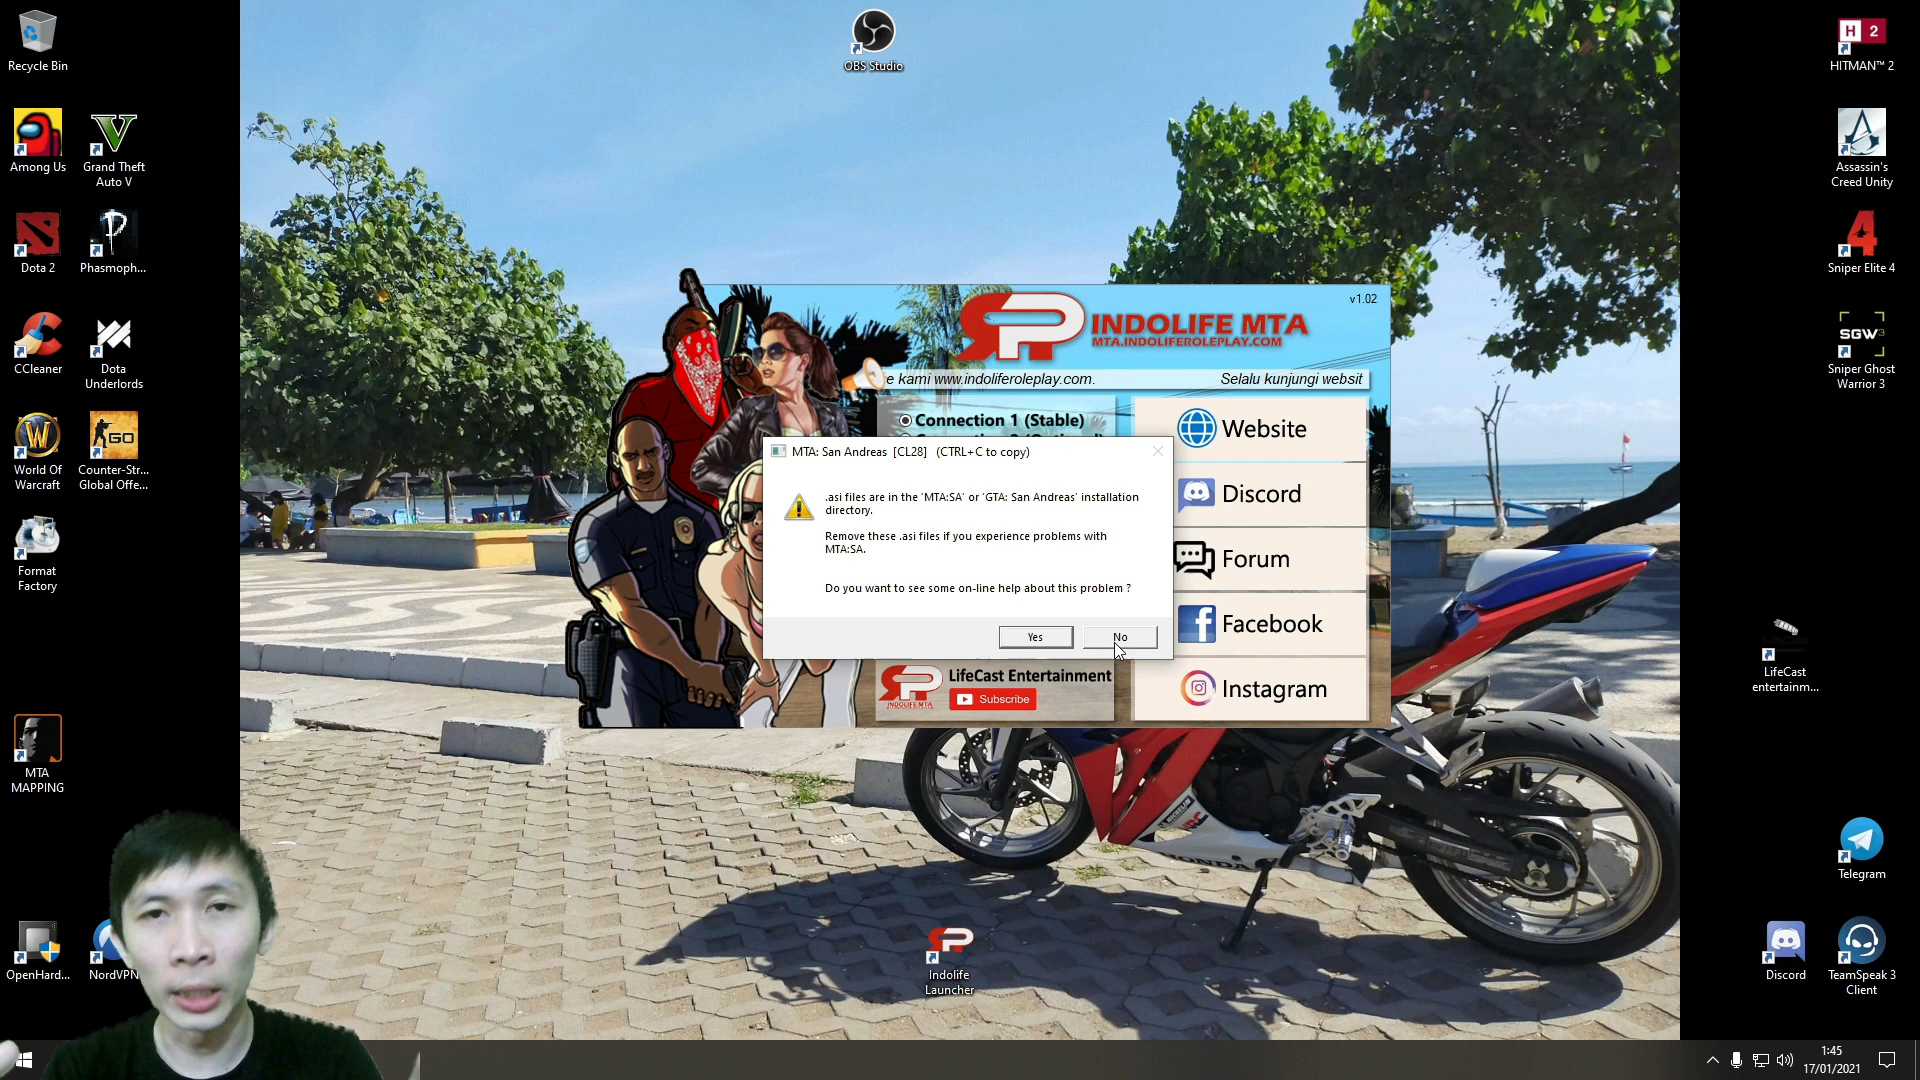 Recycle Bin
Among Us
Grand Theft
Auto V
Dota 2
Phasmoph...
CCleaner
Dota
Underlords
World Of
Warcraft
Counter-Str...
Global Offe...
Format
Factory
MTA
MAPPING
OpenHard...
NordVPN
OBS Studio
v1.02
INDOLIFE MTA
MTA.INDOLIFEROLEPLAY.COM
e kami www.indoliferoleplay.com.
Selalu kunjungi websit
Connection 1 (Stable)
MTA: San Andreas [CL28] (CTRL+C to copy)
.asi files are in the 'MTA:SA' or 'GTA: San Andreas' installation
directory.
Remove these .asi files if you experience problems with
MTA:SA.
Do you want to see some on-line help about this problem ?
Yes
No
Website
Discord
Forum
Facebook
Instagram
LifeCast Entertainment
INDOLIFE MTA
Subscribe
HONDA
Indolife
Launcher
H 2
HITMAN™ 2
Assassin's
Creed Unity
4
Sniper Elite 4
SGW3
Sniper Ghost
Warrior 3
LifeCast
entertainm...
Telegram
Discord
TeamSpeak 3
Client
1:45
17/01/2021